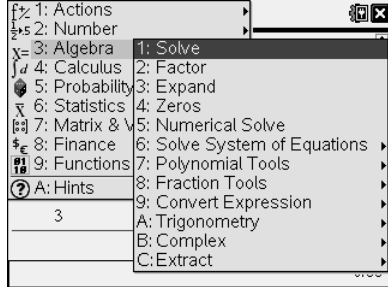 1: Actions
2: Number
3: Algebra
4: Calculus
5: Probability
6: Statistics
7: Matrix & V
8: Finance
9: Functions
A: Hints
1: Solve
2: Factor
3: Expand
4: Zeros
5: Numerical Solve
6: Solve System of Equations
7: Polynomial Tools
8: Fraction Tools
9: Convert Expression
A: Trigonometry
B: Complex
C: Extract
3